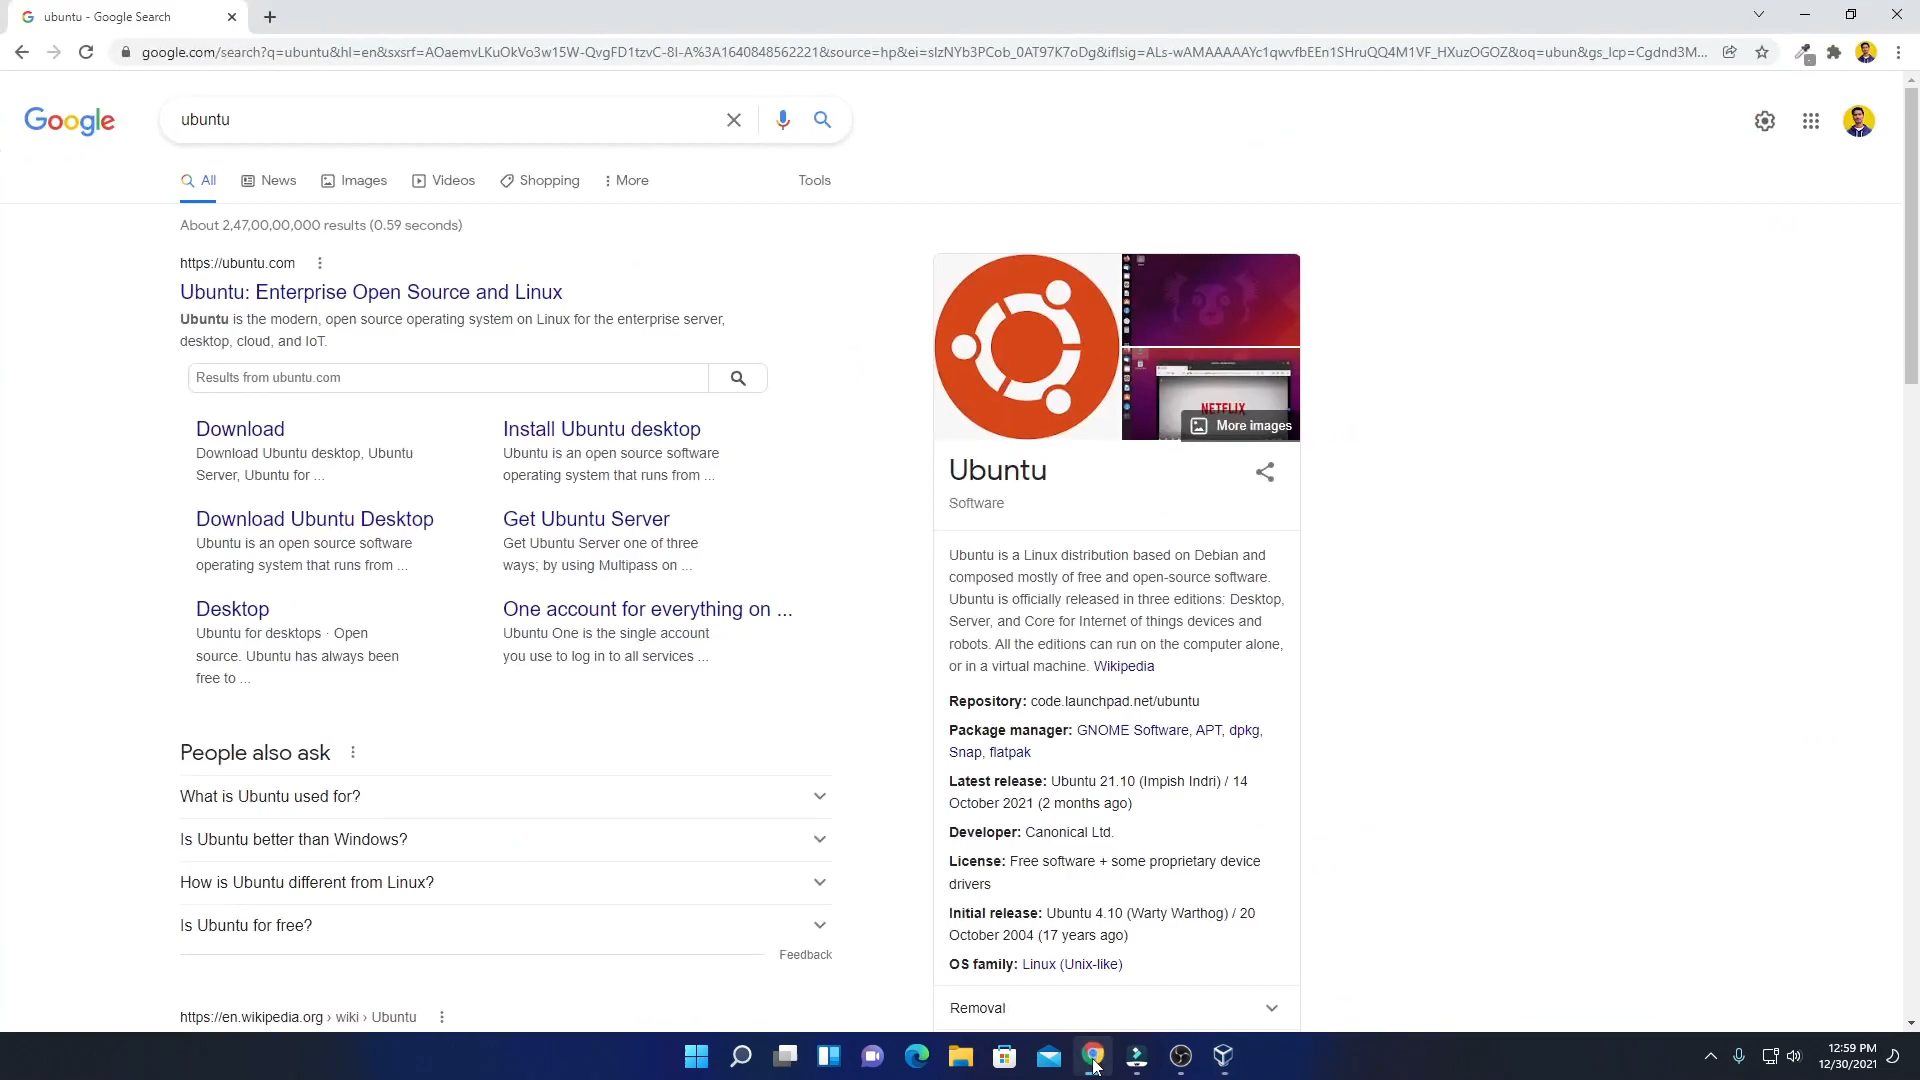 ubuntu - Google Search
google.com/search?q=ubuntu&hl=en&sxsrf=AOaemvLKuOkVo3w15W-QvgFD1tzvC-8I-A%3A1640848562221&source=hp&ei=slzNYb3PCob_0AT97K7oDg&iflsig=ALs-wAMAAAAAYc1qwvfbEEn1SHruQQ4M1VF_HXuzOGOZ&oq=ubun&gs_lcp=Cgdnd3M...
Google
ubuntu
All
News
Images
Videos
Shopping
More
Tools
About 2,47,00,00,000 results (0.59 seconds)
https://ubuntu.com
Ubuntu: Enterprise Open Source and Linux
Ubuntu is the modern, open source operating system on Linux for the enterprise server,
desktop, cloud, and IoT.
Results from ubuntu.com
Download
Download Ubuntu desktop, Ubuntu
Server, Ubuntu for ...
Install Ubuntu desktop
Ubuntu is an open source software
operating system that runs from ...
Download Ubuntu Desktop
Ubuntu is an open source software
operating system that runs from ...
Get Ubuntu Server
Get Ubuntu Server one of three
ways; by using Multipass on ...
Desktop
Ubuntu for desktops · Open
source. Ubuntu has always been
free to ...
One account for everything on ...
Ubuntu One is the single account
you use to log in to all services ...
People also ask
What is Ubuntu used for?
Is Ubuntu better than Windows?
How is Ubuntu different from Linux?
Is Ubuntu for free?
Feedback
https://en.wikipedia.org › wiki › Ubuntu
NETFLIX
More images
Ubuntu
Software
Ubuntu is a Linux distribution based on Debian and
composed mostly of free and open-source software.
Ubuntu is officially released in three editions: Desktop,
Server, and Core for Internet of things devices and
robots. All the editions can run on the computer alone,
or in a virtual machine. Wikipedia
Repository: code.launchpad.net/ubuntu
Package manager: GNOME Software, APT, dpkg,
Snap, flatpak
Latest release: Ubuntu 21.10 (Impish Indri) / 14
October 2021 (2 months ago)
Developer: Canonical Ltd.
License: Free software + some proprietary device
drivers
Initial release: Ubuntu 4.10 (Warty Warthog) / 20
October 2004 (17 years ago)
OS family: Linux (Unix-like)
Removal
12:59 PM
12/30/2021